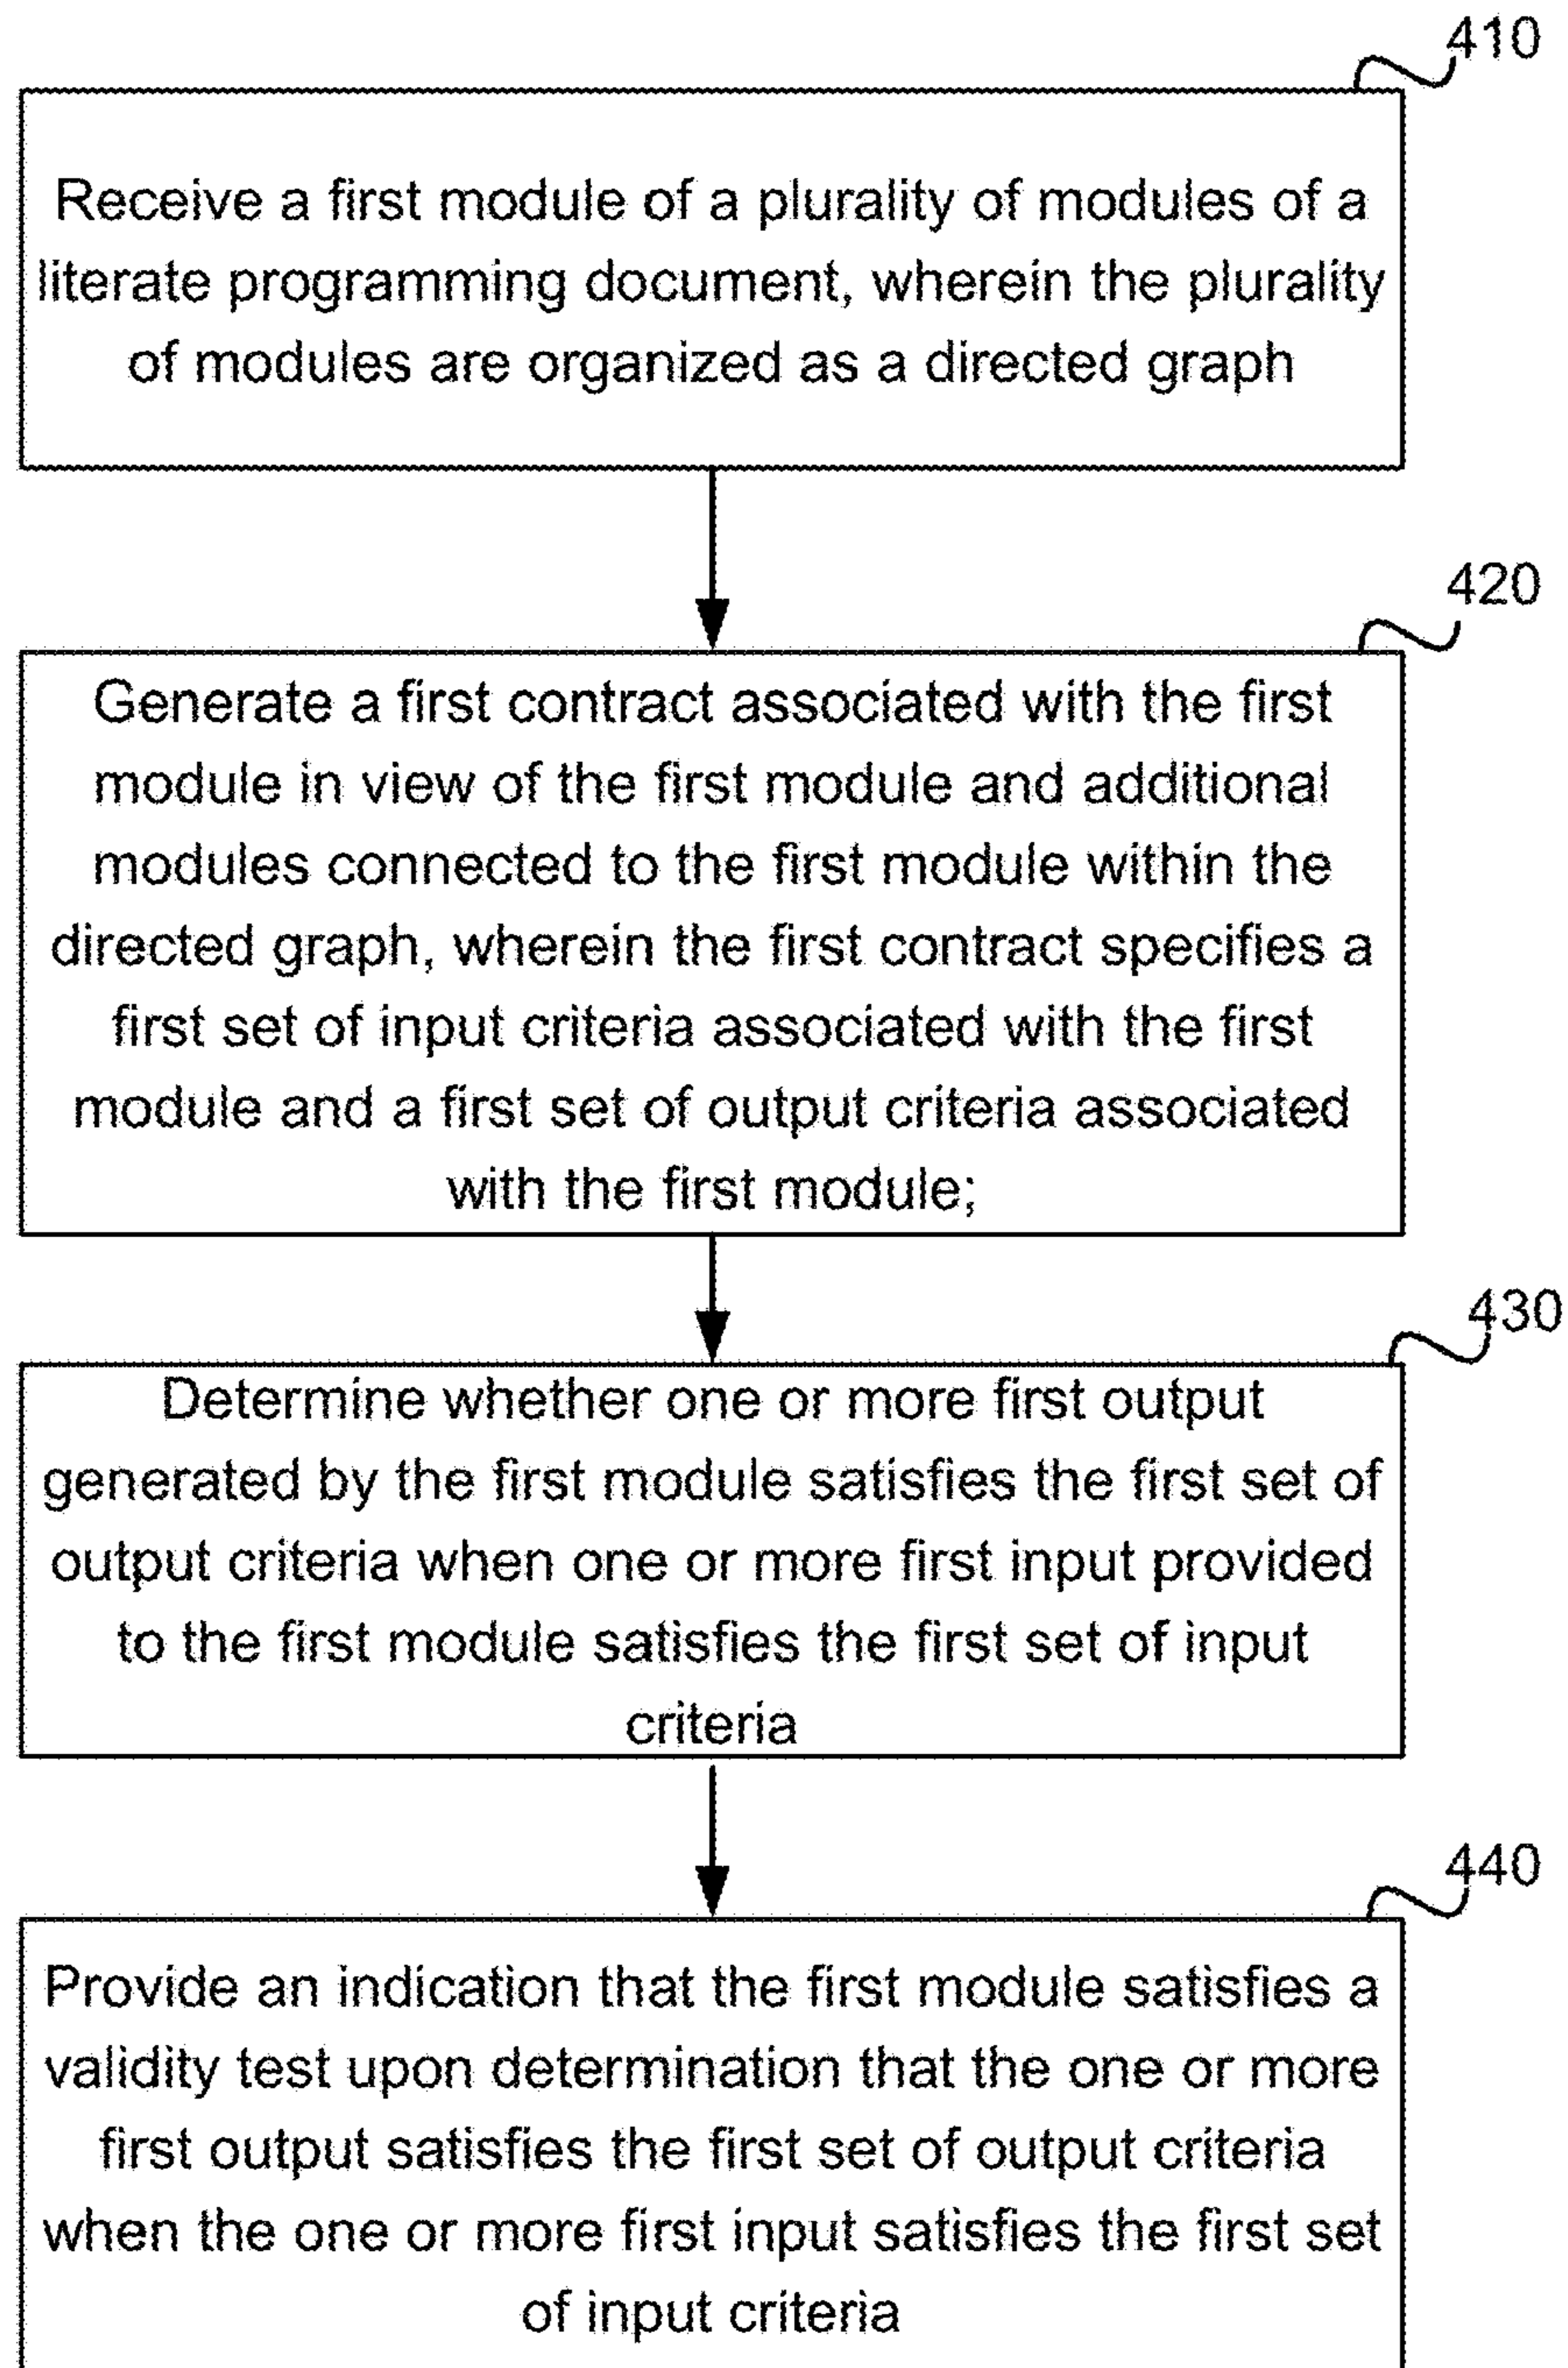 410
Receive a first module of a plurality of modules of a
literate programming document, wherein the plurality
of modules are organized as a directed graph
420
Generate a first contract associated with the first
module in view of the first module and additional
modules connected to the first module within the
directed graph, wherein the first contract specifies a
first set of input criteria associated with the first
module and a first set of output criteria associated
with the first module;
430
Determine whether one or more first output
generated by the first module satisfies the first set of
output criteria when one or more first input provided
to the first module satisfies the first set of input
criteria
440
Provide an indication that the first module satisfies a
validity test upon determination that the one or more
first output satisfies the first set of output criteria
when the one or more first input satisfies the first set
of input criteria